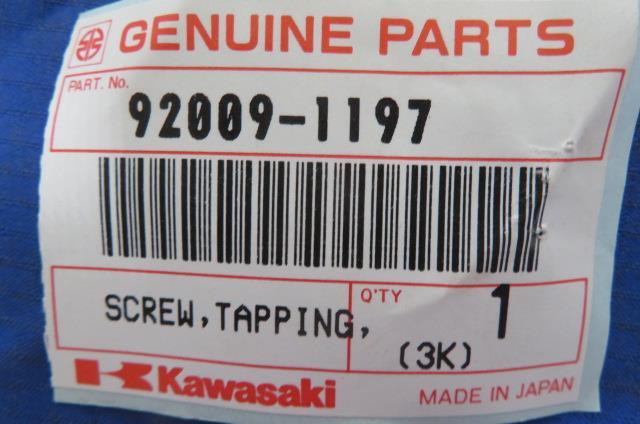 GENUINE PARTS
PART. No.
92009-1197
SCREW,TAPPING,
Q'TY 1
(3K)
Kawasaki MADE IN JAPAN